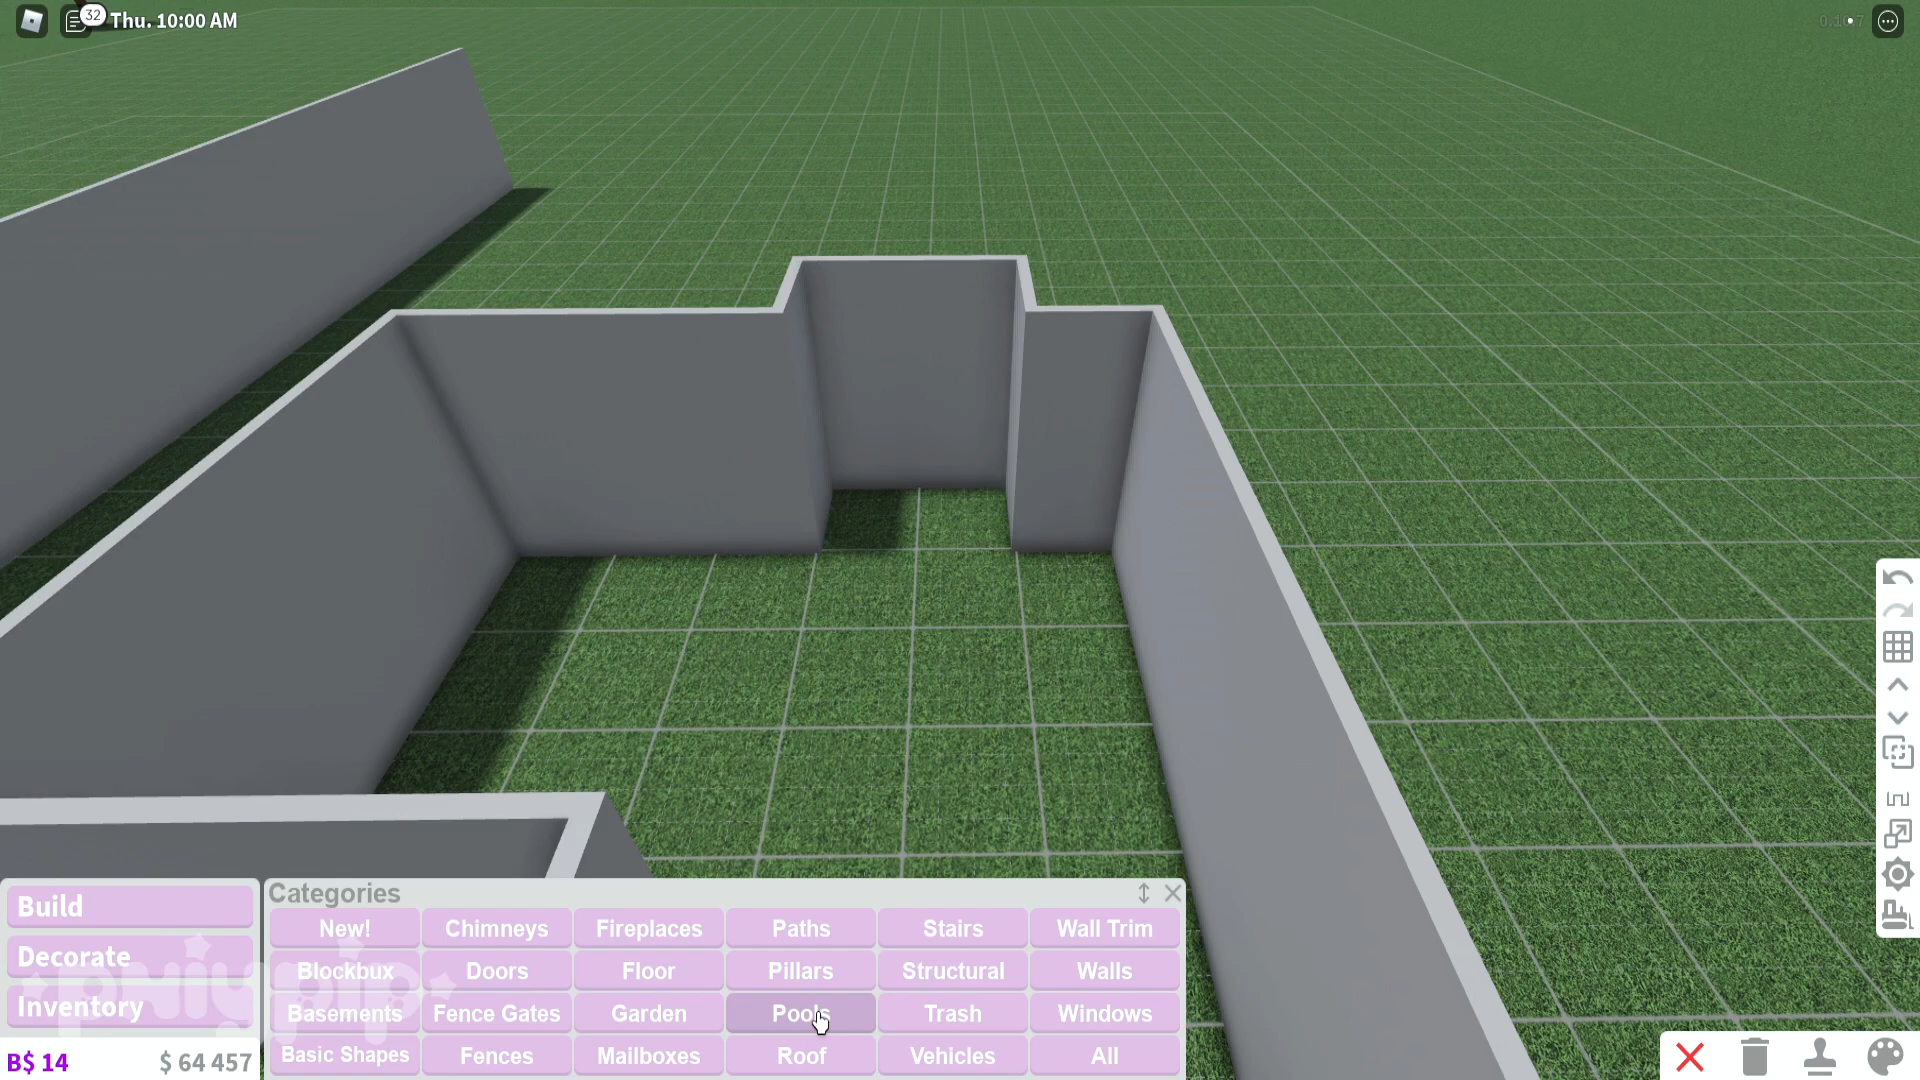 32 Thu. 10:00 AM
Build
Decorate
Inventory
B$ 14 $ 64 457
Categories
New! Chimneys Fireplaces Paths Stairs Wall Trim
Blockbux Doors Floor Pillars Structural Walls
Basements Fence Gates Garden Pools Trash Windows
Basic Shapes Fences Mailboxes Roof Vehicles All